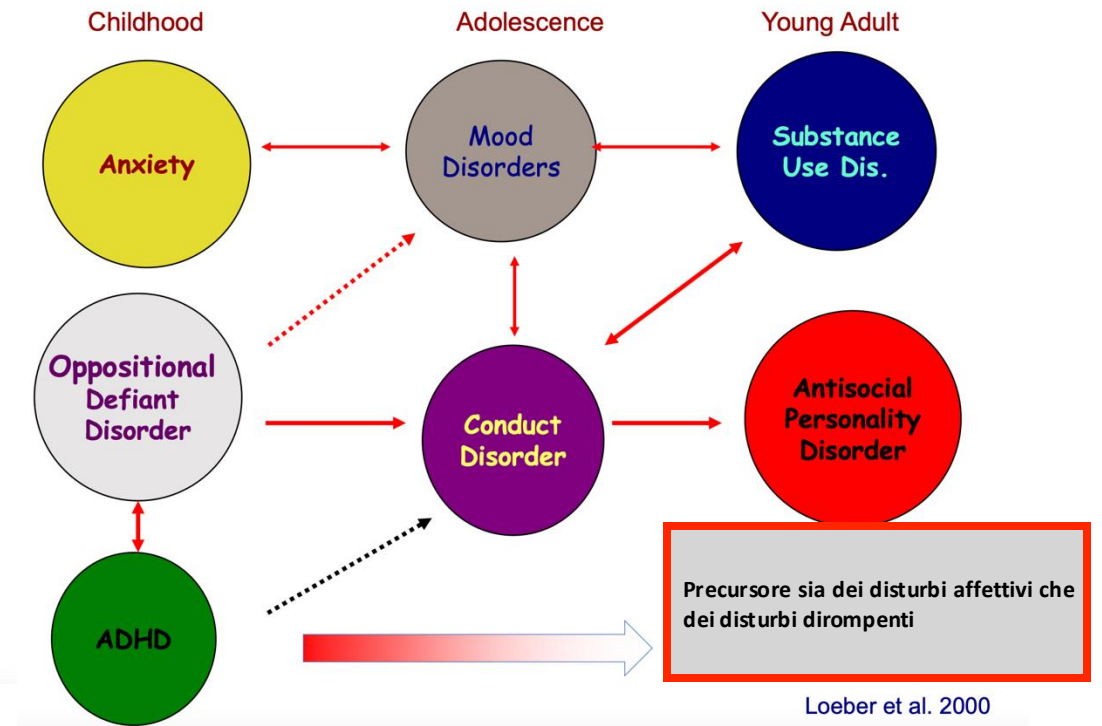 Childhood
Adolescence
Young Adult
Anxiety
Mood
Disorders
Substance
Use Dis.
Oppositional
Defiant
Disorder
Conduct
Disorder
Antisocial
Personality
Disorder
ADHD
Precursore sia dei disturbi affettivi che
dei disturbi dirompenti
Loeber et al. 2000